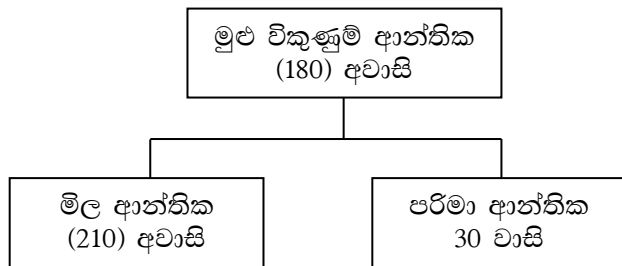 මුළු විකුණුම් ආන්තික
(180) අවාසි
මිල ආන්තික
(210) අවාසි
පරිමා ආන්තික
30 වාසි